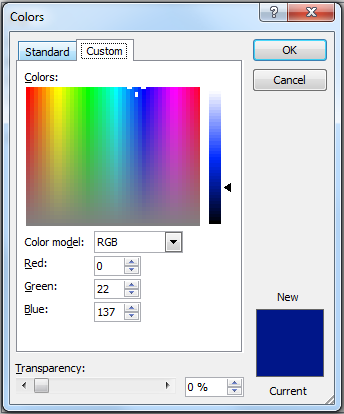 Colors
?
Standard
Custom
OK
Cancel
Colors:
Color model:
RGB
Red:
0
Green:
22
Blue:
137
New
Current
Transparency:
0 %